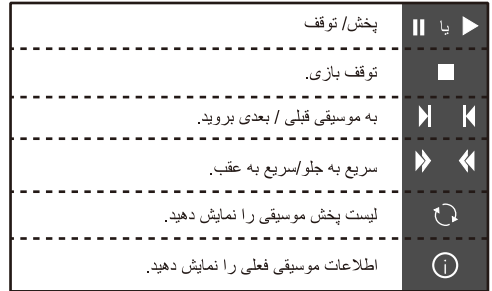 یا پخش/ توقف
توقف بازی.
به موسیقی قبلی / بعدی بروید.
سریع به جلو/سریع به عقب.
لیست پخش موسیقی را نمایش دهید.
اطلاعات موسیقی فعلی را نمایش دهید.